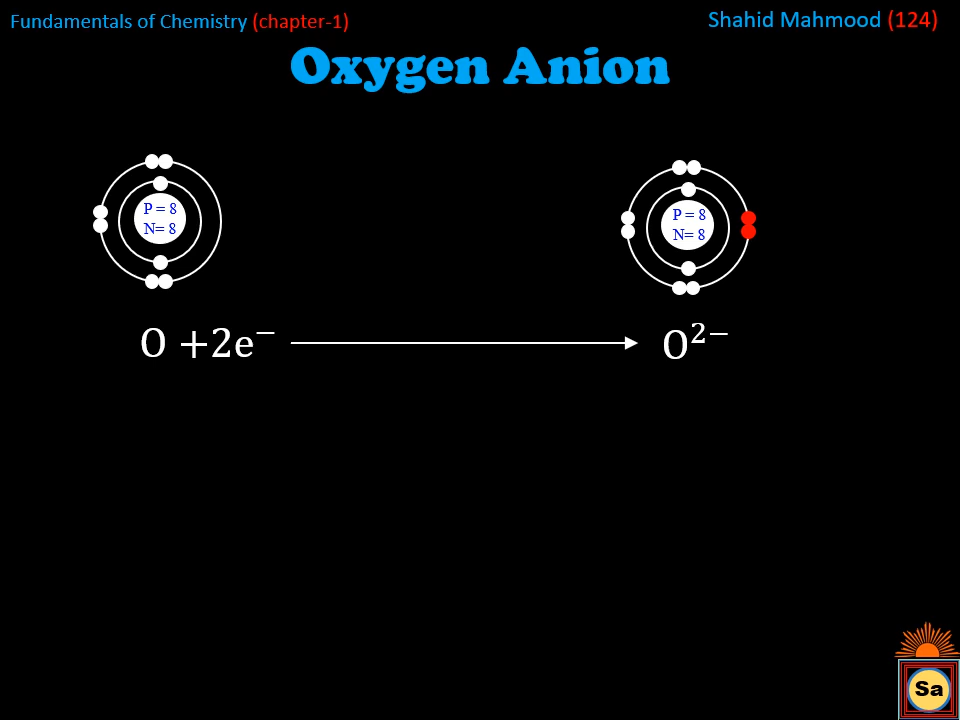 Fundamentals of Chemistry (chapter-1)
Shahid Mahmood (124)
Oxygen Anion
P = 8
N= 8
P = 8
N= 8
O +2e⁻
O²⁻
Sa